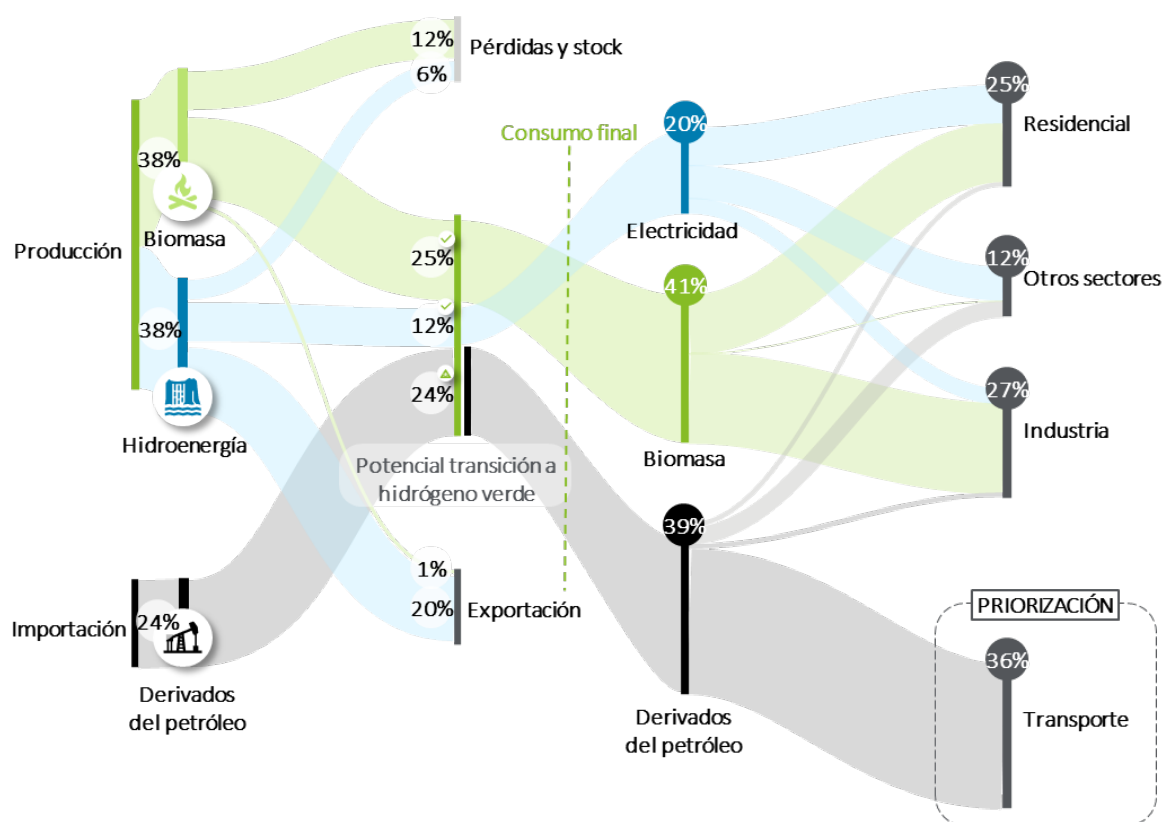 12%
Pérdidas y stock
6%
Consumo final
20%
25%
Residencial
38%
Producción
Biomasa
Electricidad
25%
41%
12%
Otros sectores
38%
12%
Hidroenergía
24%
Biomasa
27%
Industria
Potencial transición a
hidrógeno verde
39%
1%
20%
Exportación
Importación
24%
PRIORIZACIÓN
36%
Derivados
del petróleo
Derivados
del petróleo
Transporte